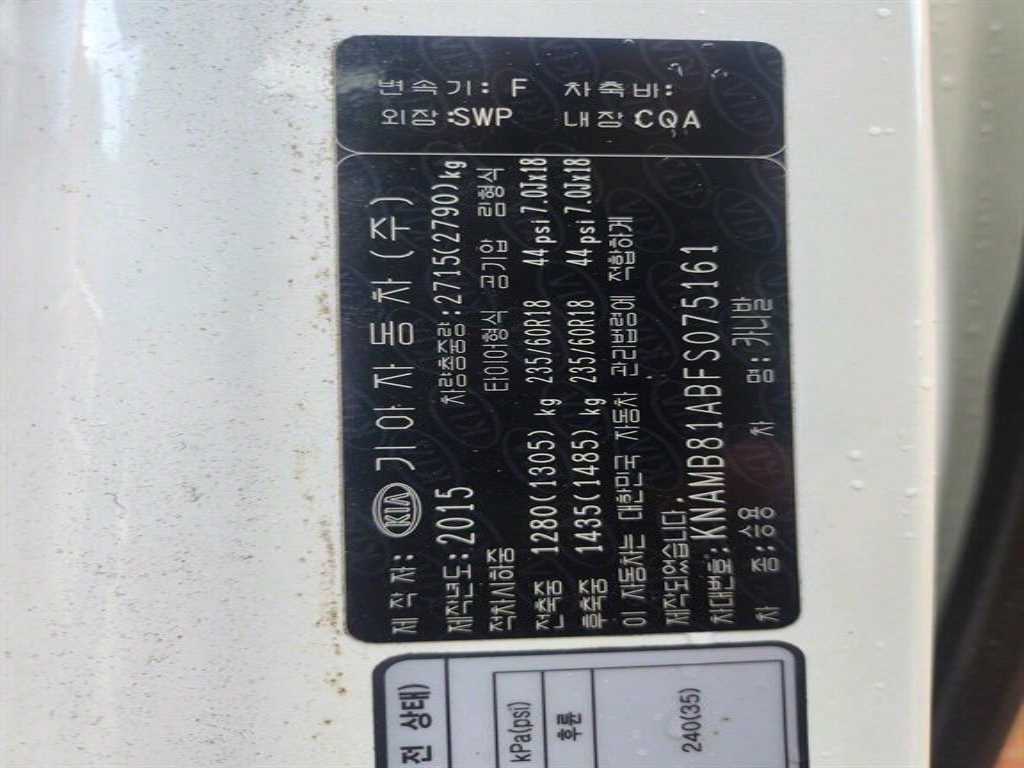 변속기: F 차축비:
외장:SWP 내장:CQA
제작자: KIA 기아자동차(주)
제작년도:2015 차량총중량:2715(2790)kg
적차시하중 타이어형식 공기압 림형식
전축중 1280(1305) kg 235/60R18 44psi 7.0Jx18
후축중 1435(1485) kg 235/60R18 44psi 7.0Jx18
이 자동차는 대한민국 자동차 관리법령에 적합하게
제작되었습니다.
차대번호:KNAMB81ABFS075161
차 종:승용 차 명:카니발
전 상태)
kPa(psi)
후륜
240(35)